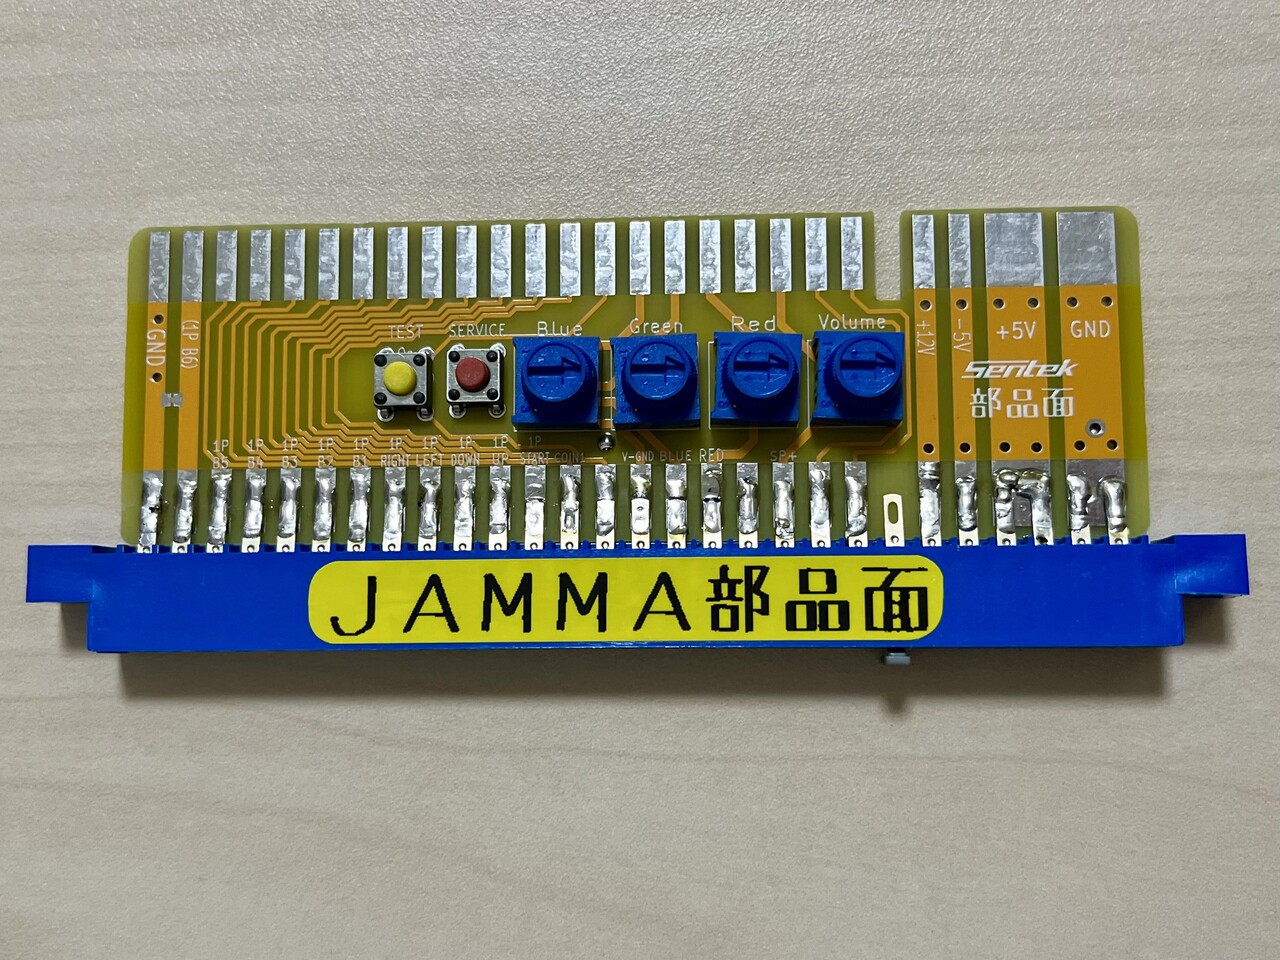 TEST SERVICE Blue Green Red Volume
GND
(1P B6)
+12V
-5V
+5V
GND
Sentek
部品面
1P B5
1P B4
1P B3
1P B2
1P B1
1P RIGHT
1P LEFT
1P DOWN
1P UP
1P START
COIN1
V-GND
BLUE
RED
SP+
JAMMA部品面